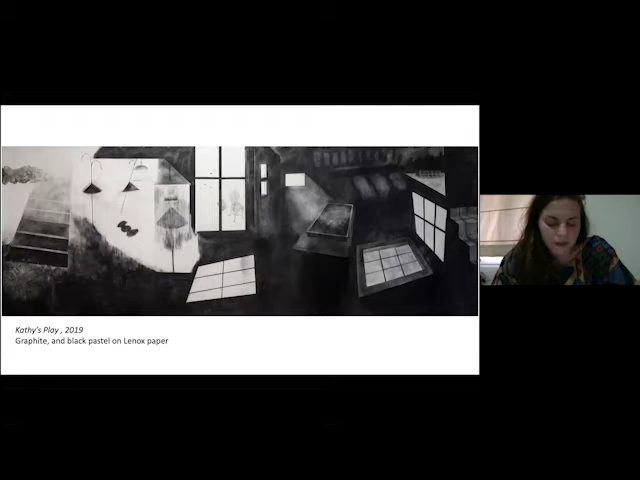 Kathy's Play , 2019
Graphite, and black pastel on Lenox paper